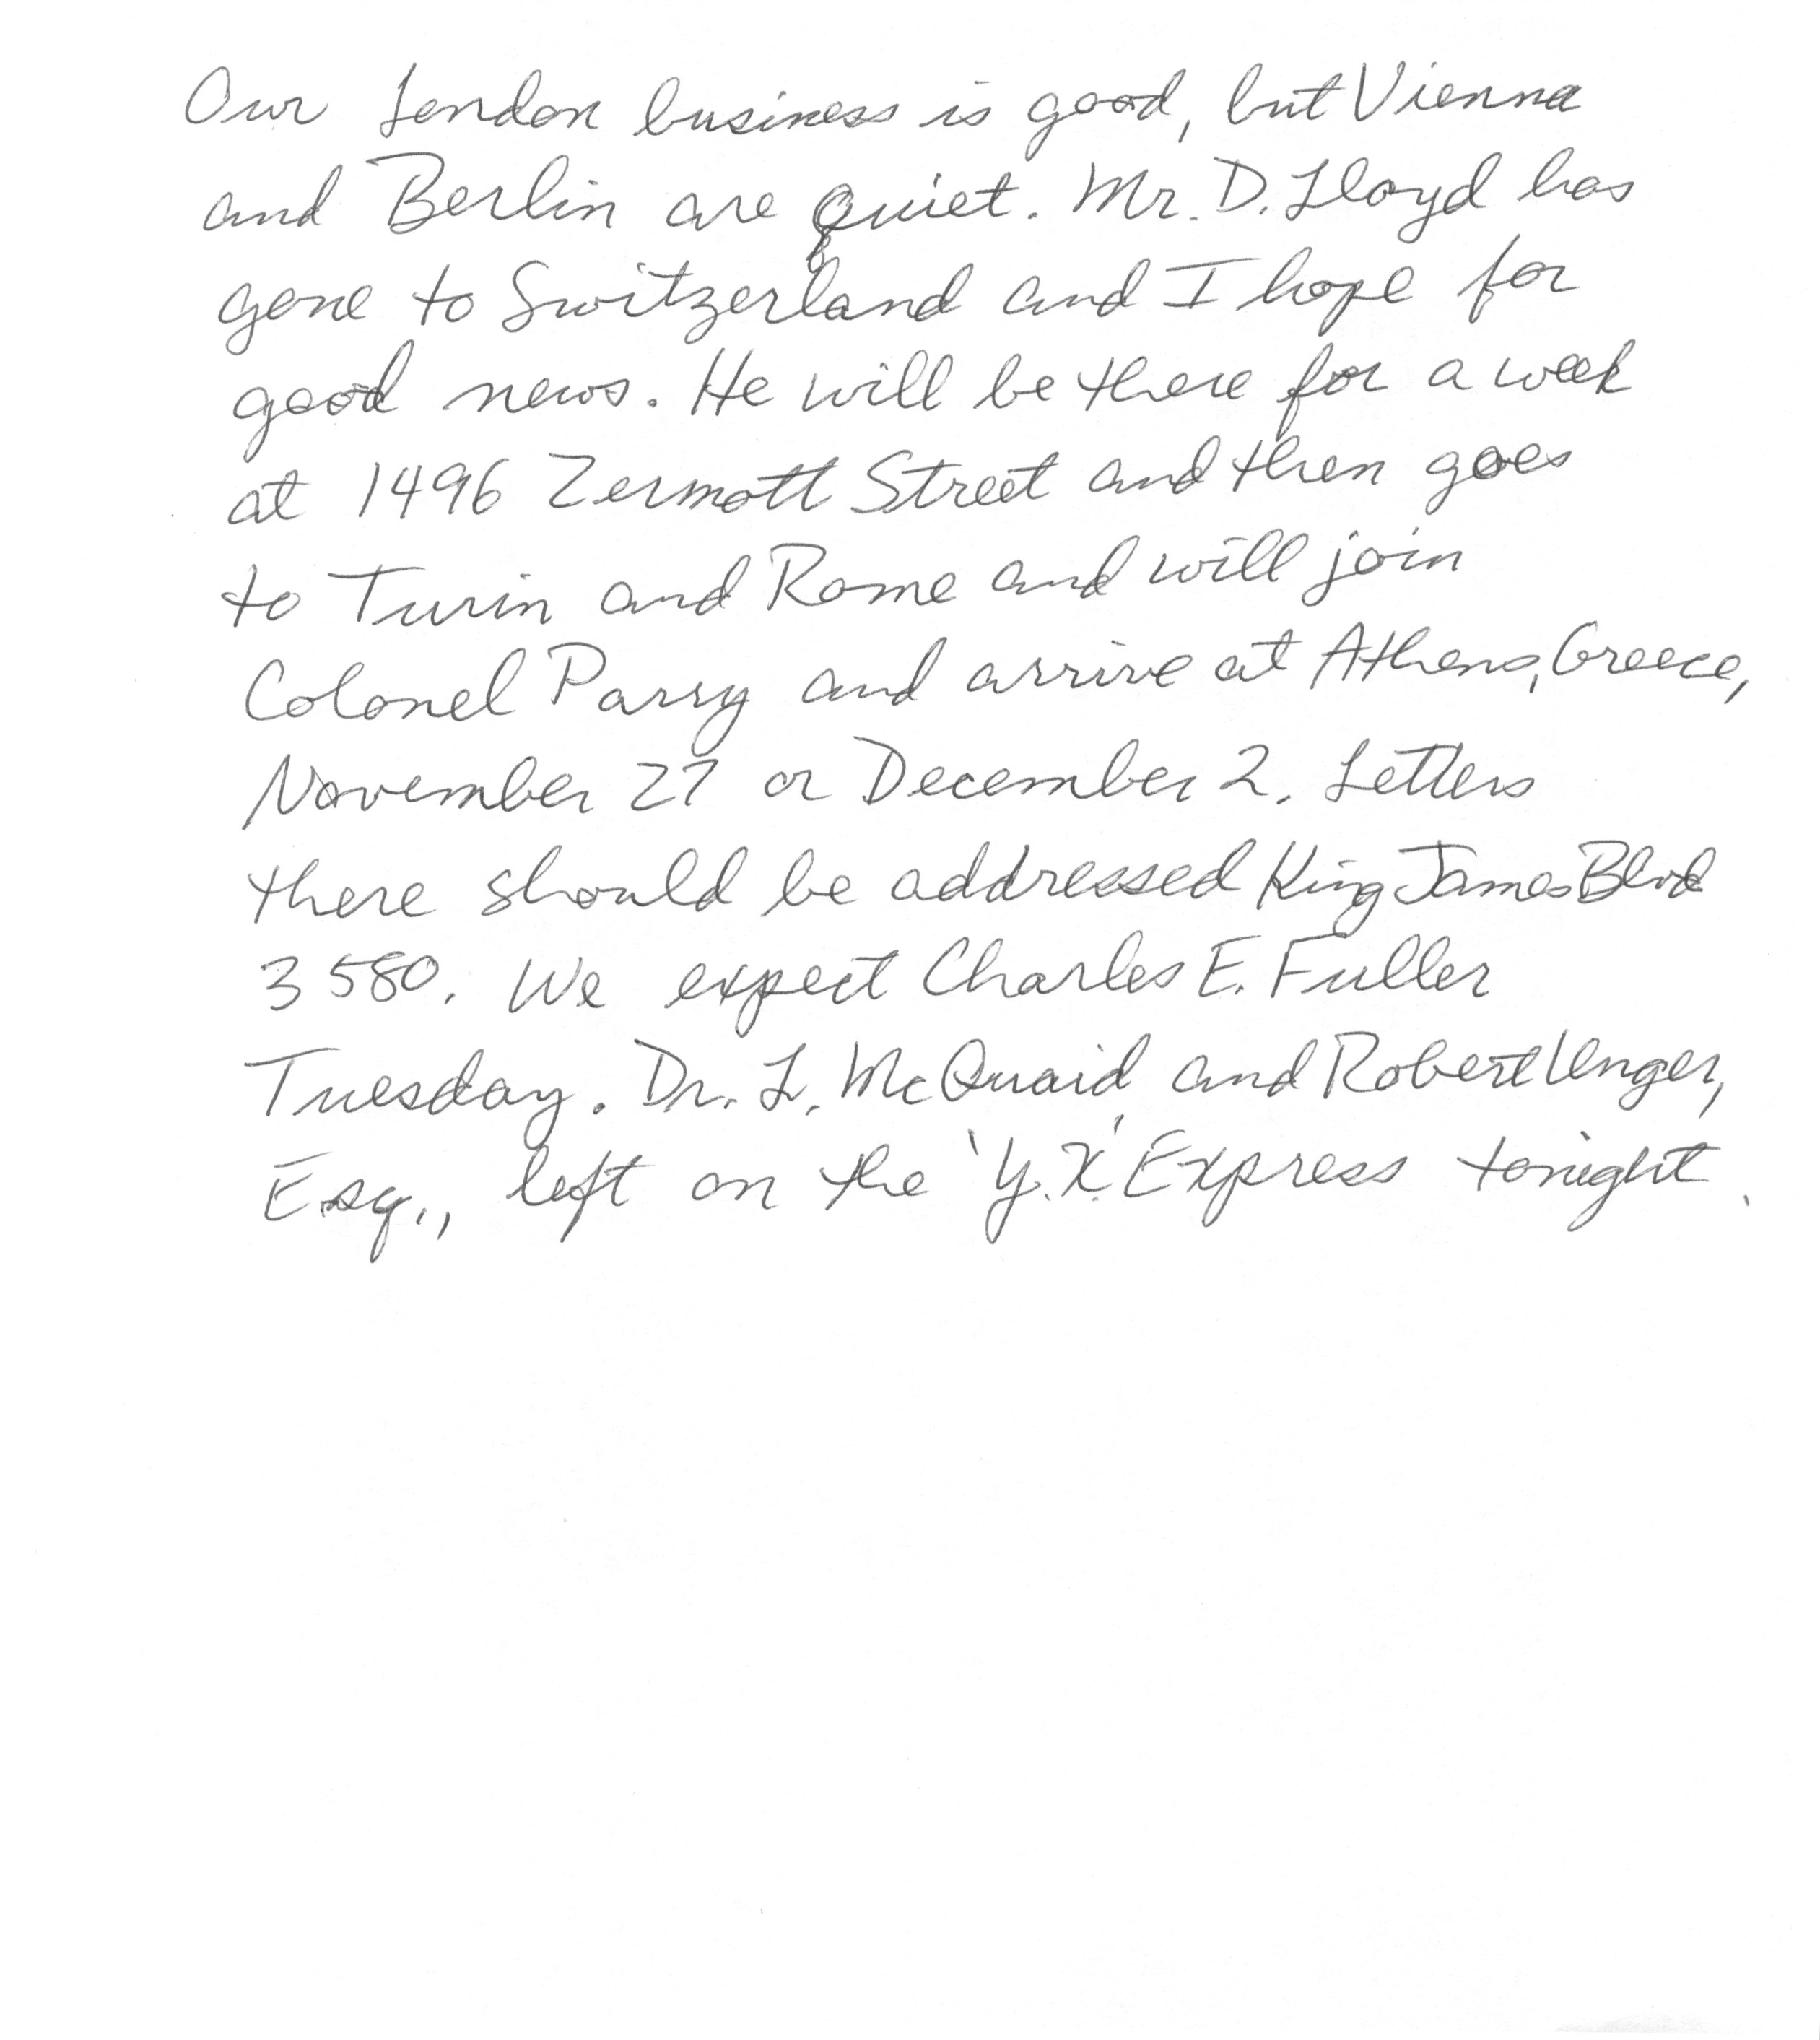 Our London business is good, but Vienna
and Berlin are quiet. Mr. D. Lloyd has
gone to Switzerland and I hope for
good news. He will be there for a week
at 1496 Zermott Street and then goes
to Turin and Rome and will join
Colonel Parry and arrive at Athens, Greece,
November 27 or December 2. Letters
there should be addressed King James Blvd
3580. We expect Charles E. Fuller
Tuesday. Dr. L. McQuaid and Robert Unger,
Esq., left on the 'Y.X.' Express tonight.